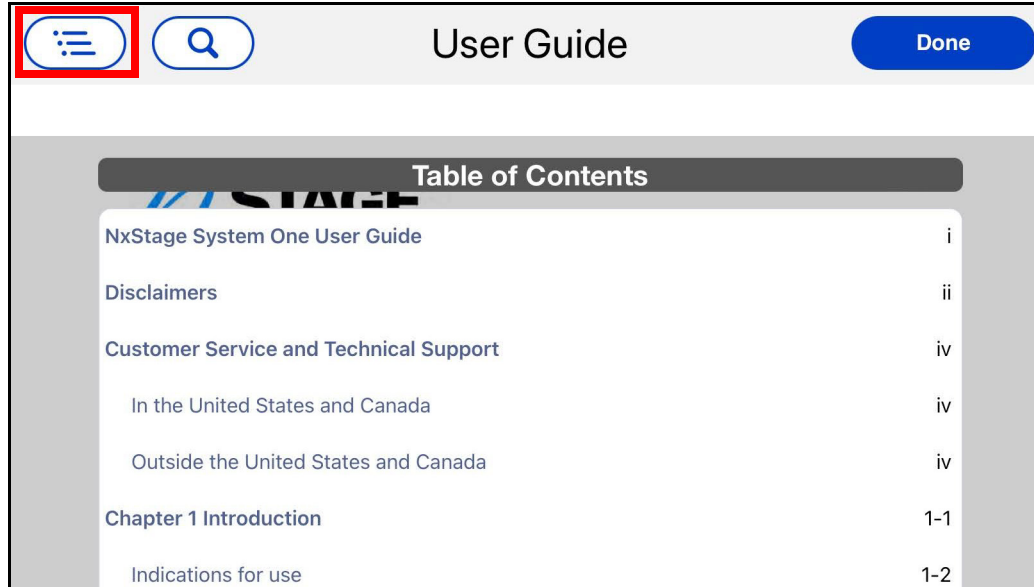 User Guide
Done
Table of Contents
STAGE
NxStage System One User Guide i
Disclaimers ii
Customer Service and Technical Support iv
In the United States and Canada iv
Outside the United States and Canada iv
Chapter 1 Introduction 1-1
Indications for use 1-2